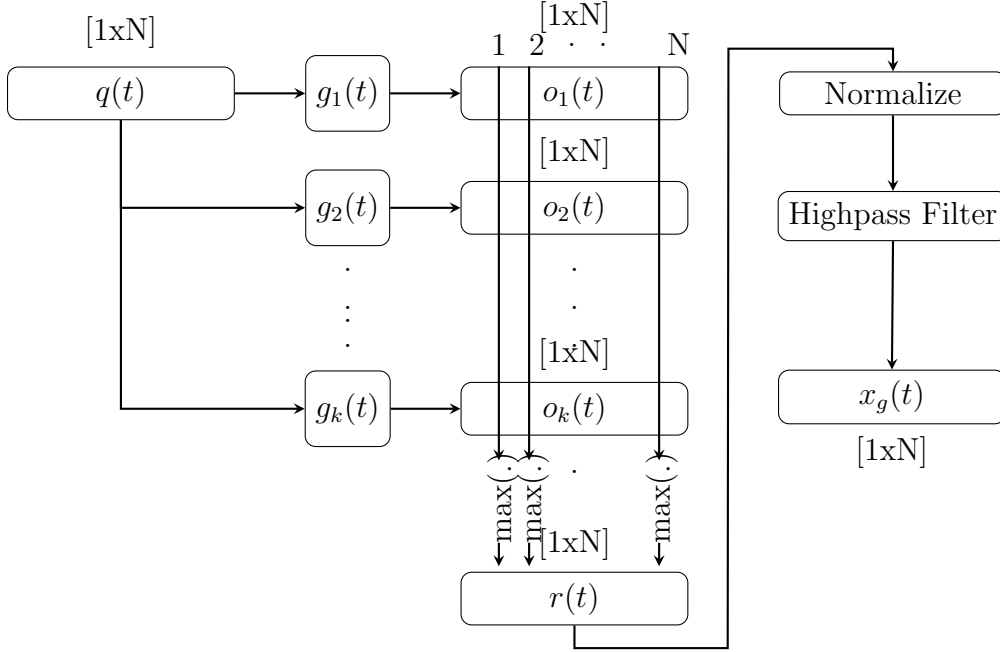 [1xN]
[1xN]
1 2 · · N
q(t)
g₁(t)
o₁(t)
Normalize
[1xN]
g₂(t)
o₂(t)
Highpass Filter
[1xN]
gₖ(t)
oₖ(t)
x_g(t)
[1xN]
max(·)
max(·)
·
max(·)
[1xN]
r(t)